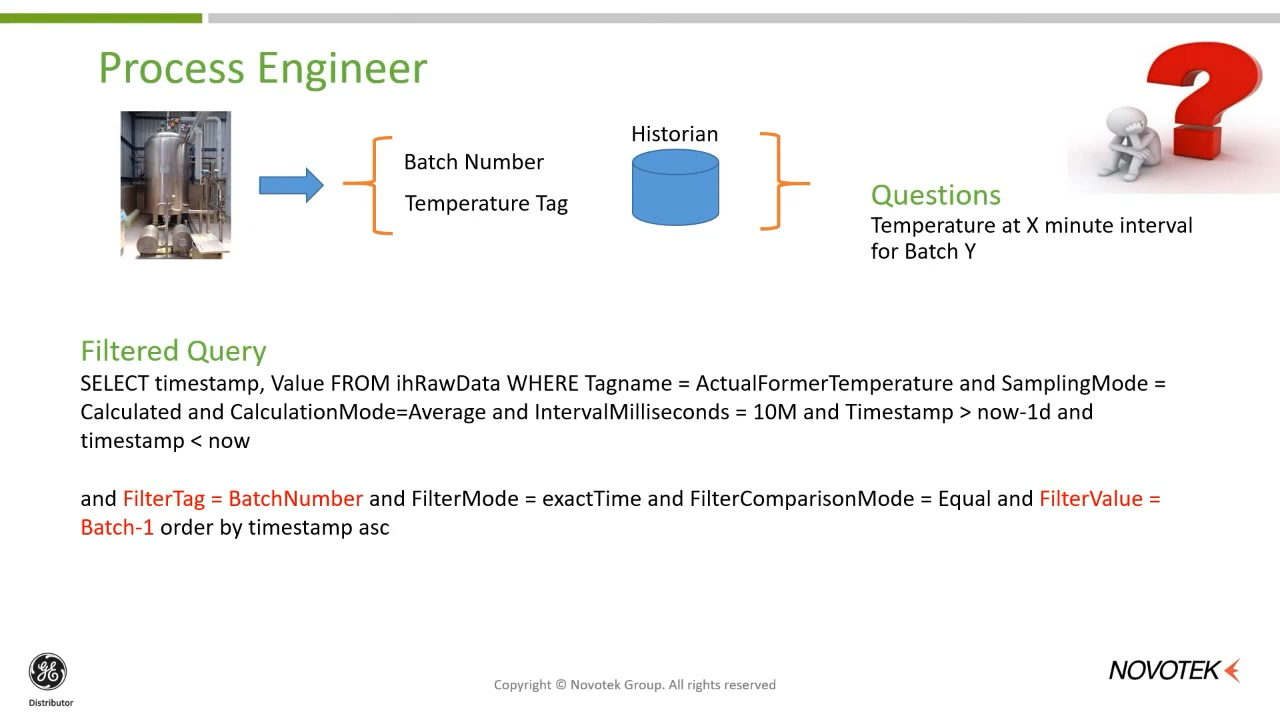 Process Engineer
Historian
Batch Number
Temperature Tag
Questions
Temperature at X minute interval
for Batch Y
Filtered Query
SELECT timestamp, Value FROM ihRawData WHERE Tagname = ActualFormerTemperature and SamplingMode =
Calculated and CalculationMode=Average and IntervalMilliseconds = 10M and Timestamp > now-1d and
timestamp < now
and FilterTag = BatchNumber and FilterMode = exactTime and FilterComparisonMode = Equal and FilterValue =
Batch-1 order by timestamp asc
GE
Distributor
Copyright © Novotek Group. All rights reserved
NOVOTEK